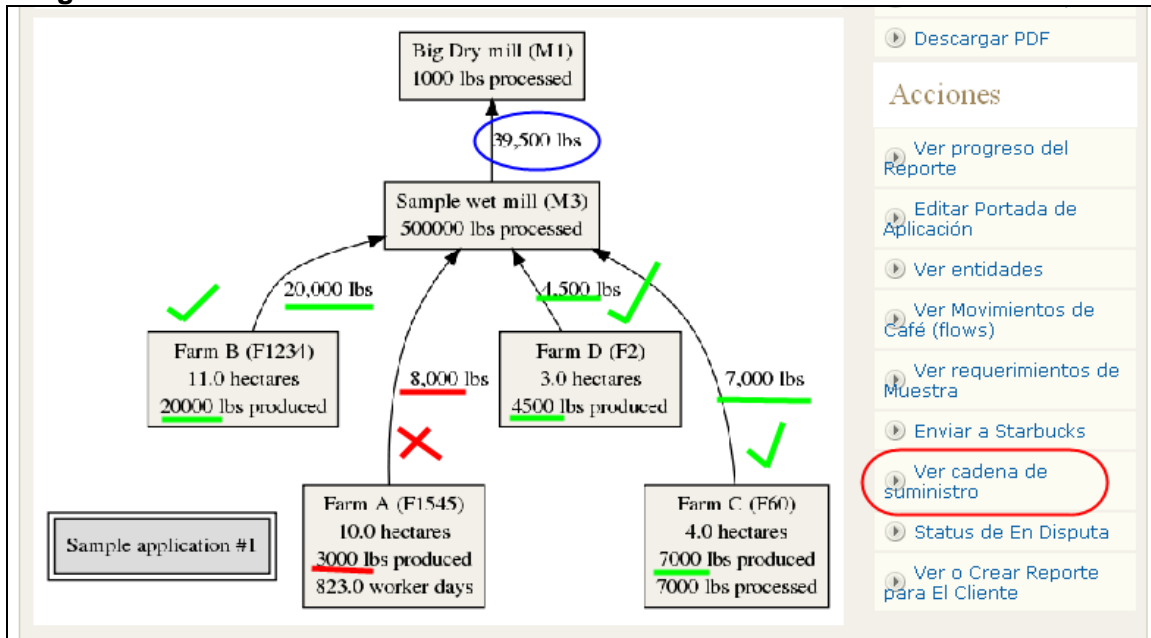 Big Dry mill (M1)
1000 lbs processed
39,500 lbs
Sample wet mill (M3)
500000 lbs processed
20,000 lbs
4,500 lbs
Farm B (F1234)
11.0 hectares
20000 lbs produced
8,000 lbs
Farm D (F2)
3.0 hectares
4500 lbs produced
7,000 lbs
Farm A (F1545)
10.0 hectares
3000 lbs produced
823.0 worker days
Farm C (F60)
4.0 hectares
7000 lbs produced
7000 lbs processed
Sample application #1
Descargar PDF
Acciones
Ver progreso del
Reporte
Editar Portada de
Aplicación
Ver entidades
Ver Movimientos de
Café (flows)
Ver requerimientos de
Muestra
Enviar a Starbucks
Ver cadena de
suministro
Status de En Disputa
Ver o Crear Reporte
para El Cliente